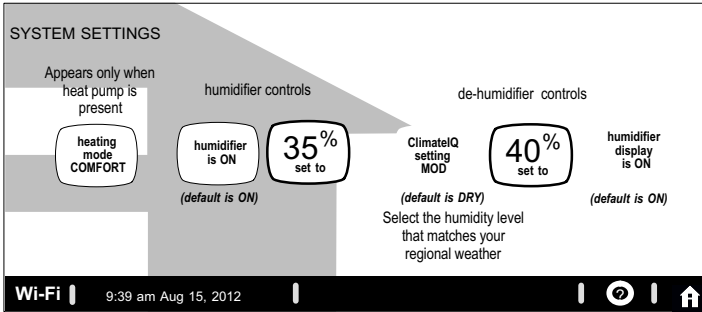 SYSTEM SETTINGS
Appears only when
heat pump is
present
heating
mode
COMFORT
humidifier controls
humidifier
is ON
(default is ON)
35%
set to
de-humidifier controls
ClimateIQ
setting
MOD
(default is DRY)
Select the humidity level
that matches your
regional weather
40%
set to
humidifier
display
is ON
(default is ON)
Wi-Fi
9:39 am Aug 15, 2012
?